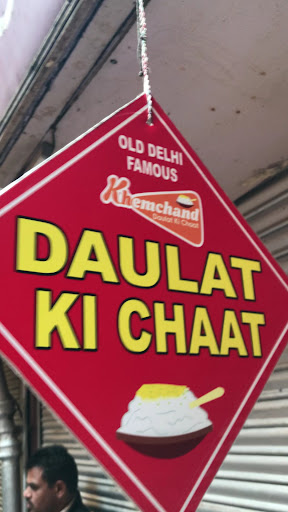 OLD DELHI
FAMOUS
Khemchand
Daulat Ki Chaat
DAULAT
KI CHAAT